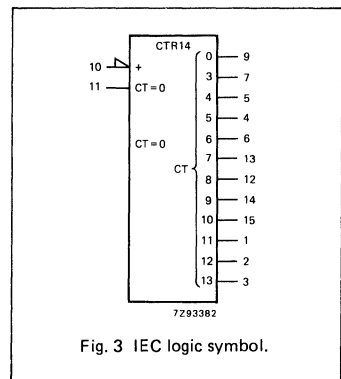 CTR14
0 9
10 +
3 7
11 CT=0
4 5
5 4
CT=0 6 6
7 13
CT
8 12
9 14
10 15
11 1
12 2
13 3
7Z93382
Fig. 3 IEC logic symbol.